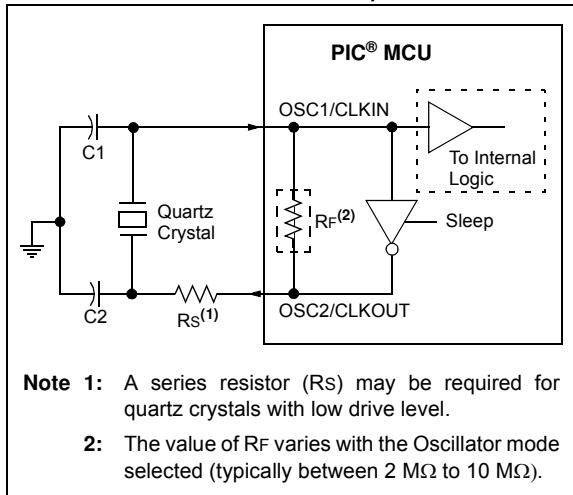 PIC® MCU
OSC1/CLKIN
C1
To Internal
Logic
Quartz
Crystal
RF(2)
Sleep
C2
RS(1)
OSC2/CLKOUT
Note 1: A series resistor (RS) may be required for
quartz crystals with low drive level.
2: The value of RF varies with the Oscillator mode
selected (typically between 2 MΩ to 10 MΩ).